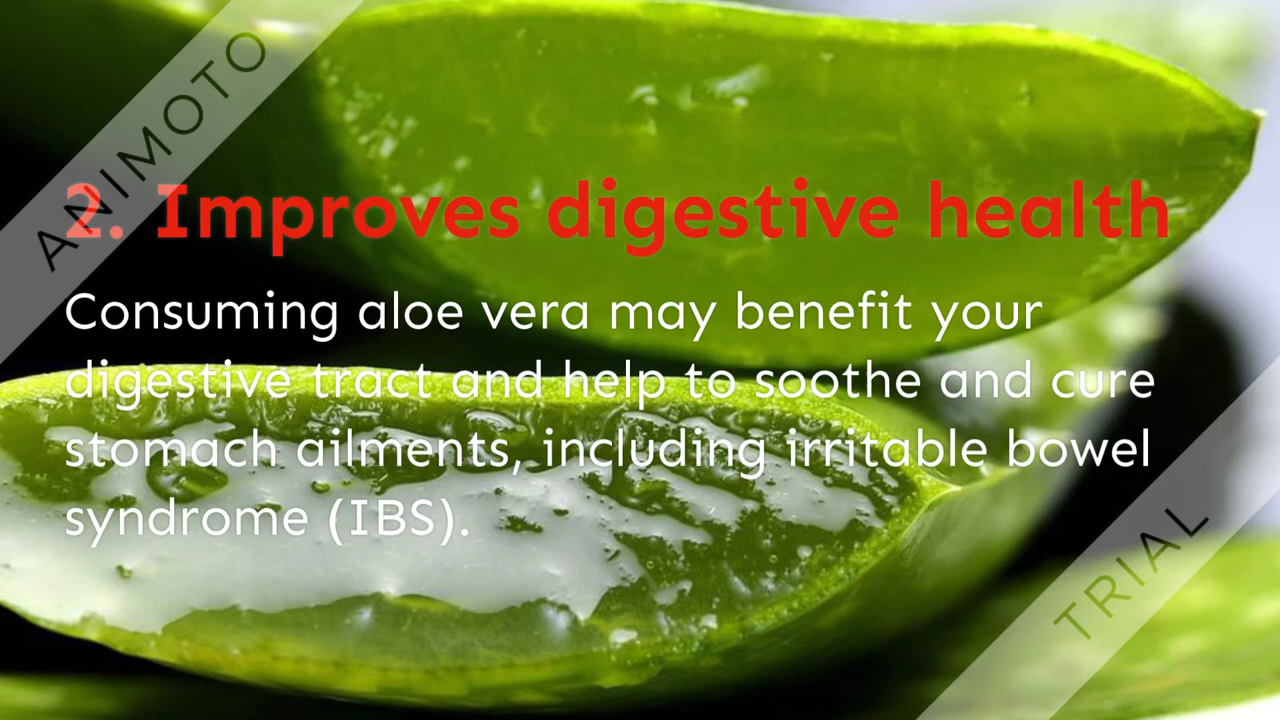 ANIMOTO
2. Improves digestive health
Consuming aloe vera may benefit your
digestive tract and help to soothe and cure
stomach ailments, including irritable bowel
syndrome (IBS).
TRIAL